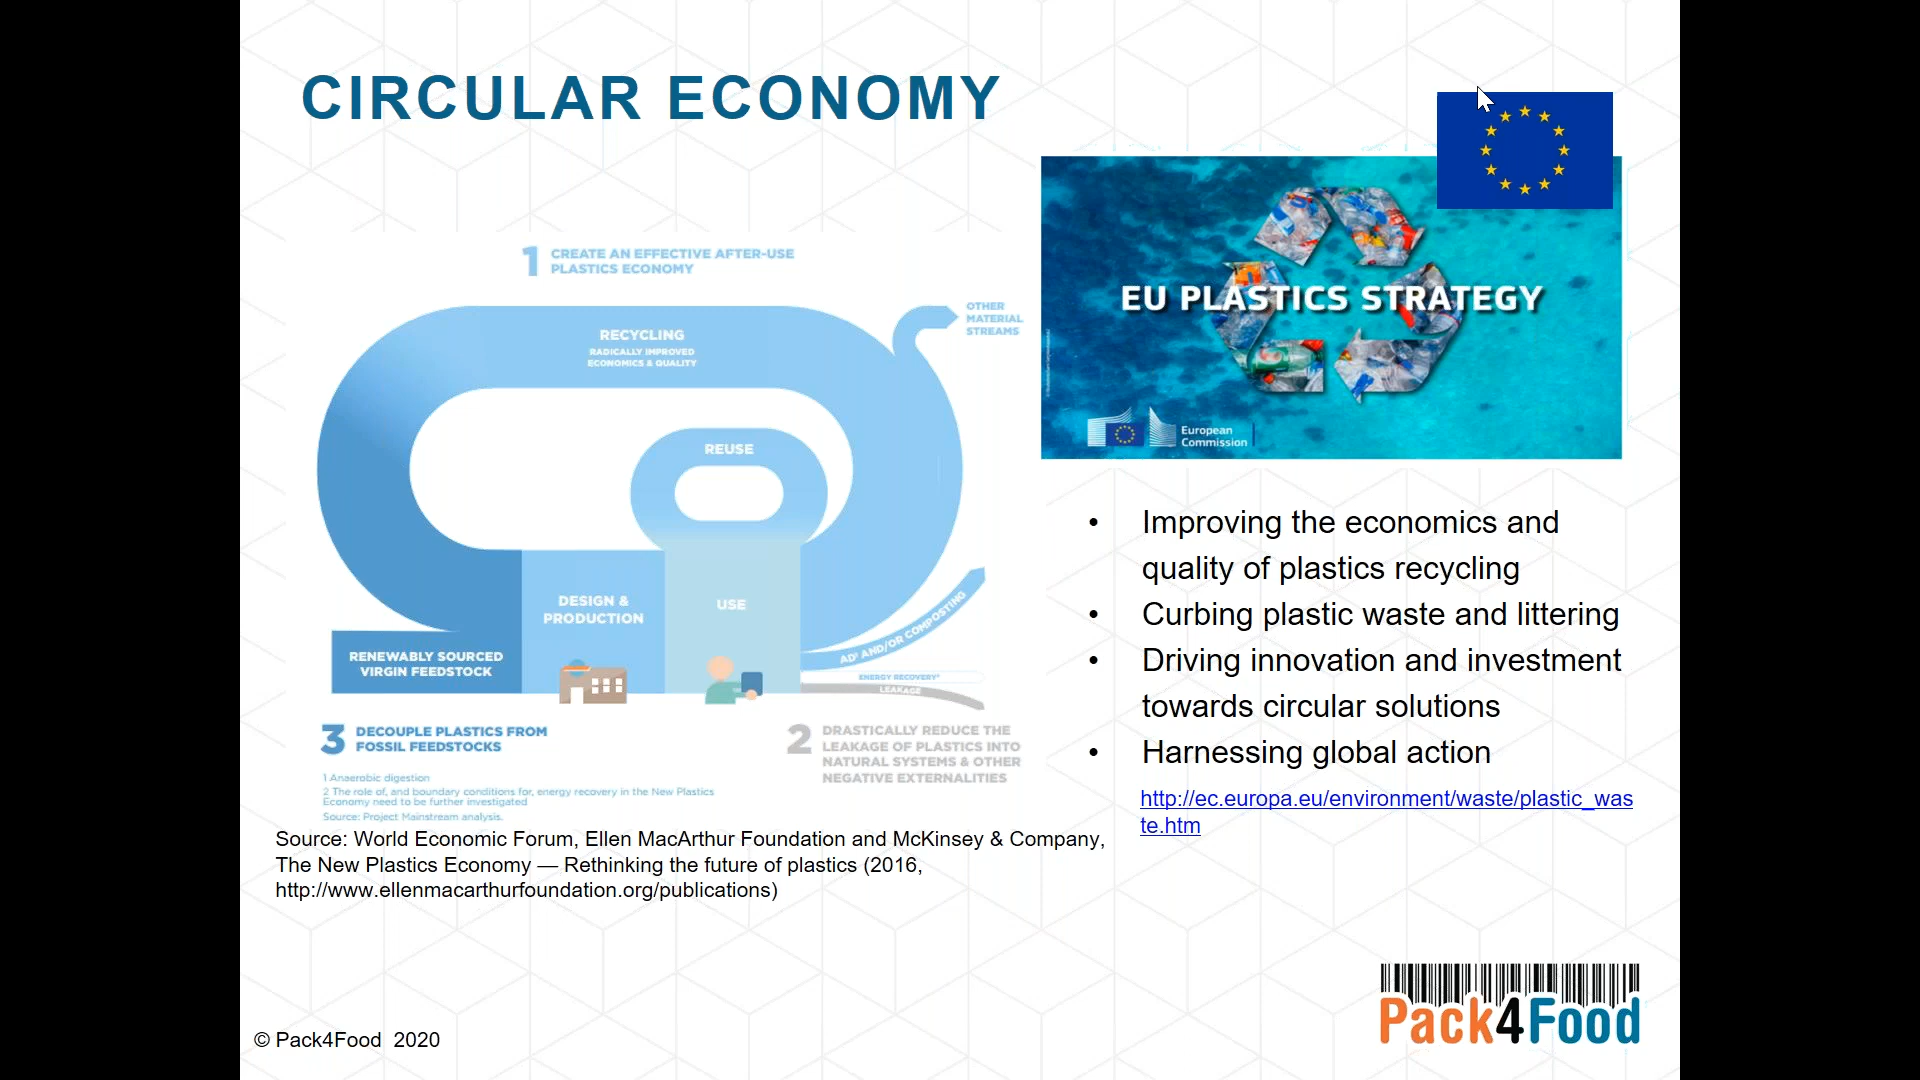 CIRCULAR ECONOMY
1 CREATE AN EFFECTIVE AFTER-USE
PLASTICS ECONOMY
OTHER
MATERIAL
STREAMS
RECYCLING
RADICALLY IMPROVED
ECONOMICS & QUALITY
REUSE
DESIGN &
PRODUCTION
USE
RENEWABLY SOURCED
VIRGIN FEEDSTOCK
AD¹ AND/OR COMPOSTING
ENERGY RECOVERY²
LEAKAGE
3 DECOUPLE PLASTICS FROM
FOSSIL FEEDSTOCKS
2 DRASTICALLY REDUCE THE
LEAKAGE OF PLASTICS INTO
NATURAL SYSTEMS & OTHER
NEGATIVE EXTERNALITIES
1 Anaerobic digestion
2 The role of, and boundary conditions for, energy recovery in the New Plastics
Economy need to be further investigated
Source: Project Mainstream analysis.
Source: World Economic Forum, Ellen MacArthur Foundation and McKinsey & Company,
The New Plastics Economy — Rethinking the future of plastics (2016,
http://www.ellenmacarthurfoundation.org/publications)
EU PLASTICS STRATEGY
European
Commission
• Improving the economics and
quality of plastics recycling
• Curbing plastic waste and littering
• Driving innovation and investment
towards circular solutions
• Harnessing global action
http://ec.europa.eu/environment/waste/plastic_was
te.htm
© Pack4Food 2020
Pack4Food